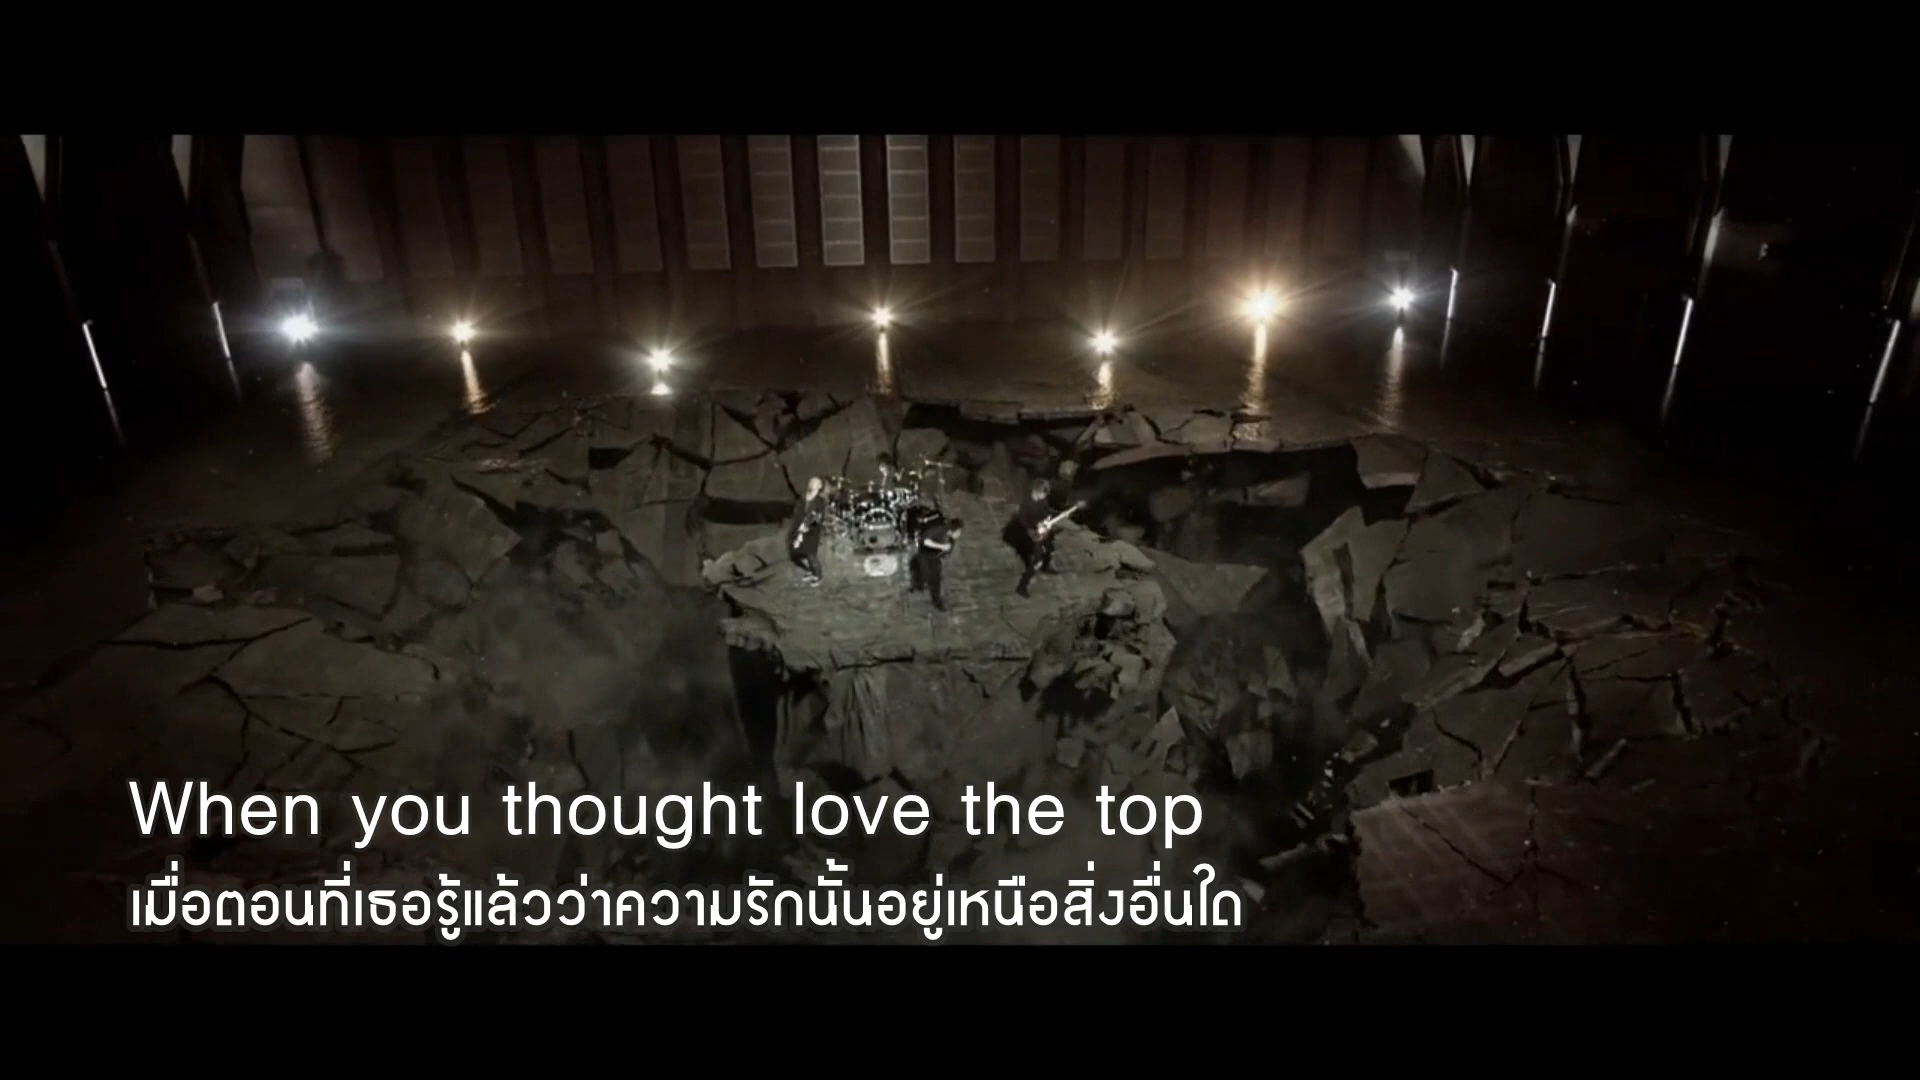 When you thought love the top
เมื่อตอนที่เธอรู้แล้วว่าความรักนั้นอยู่เหนือสิ่งอื่นใด